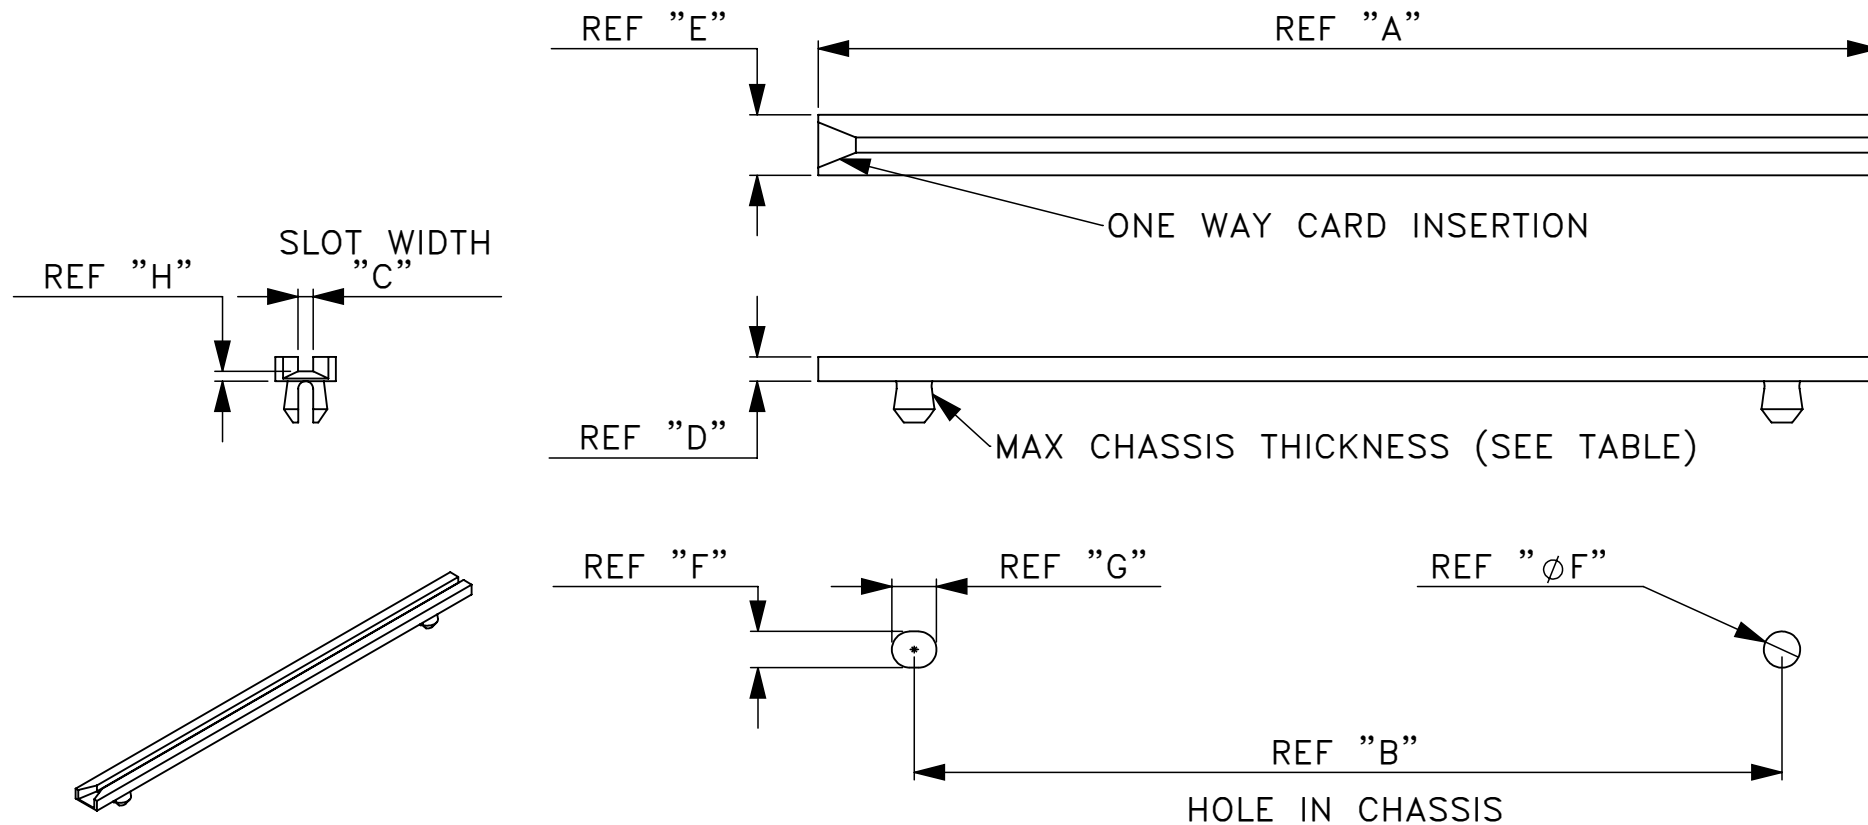 REF ”E”
REF ”A”
ONE WAY CARD INSERTION
SLOT WIDTH
”C”
REF ”H”
REF ”D”
MAX CHASSIS THICKNESS (SEE TABLE)
REF ”F”
REF ”G”
REF ”⌀F”
REF ”B”
HOLE IN CHASSIS